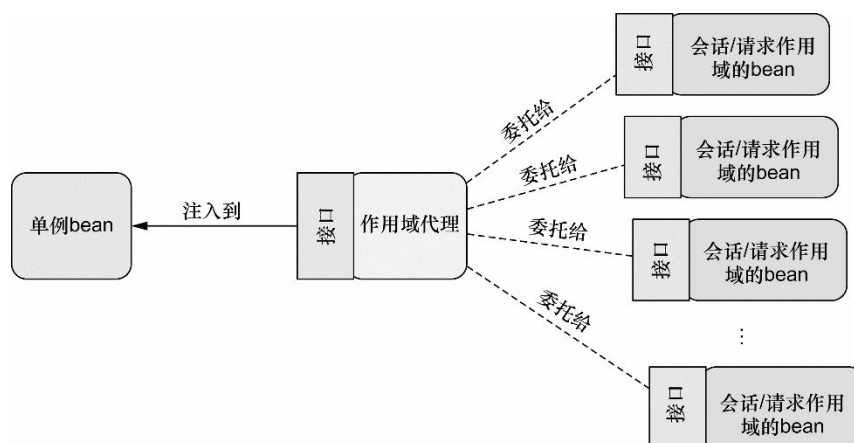 单例bean
注入到
接口
作用域代理
委托给
委托给
委托给
委托给
接口
会话/请求作用
域的bean
接口
会话/请求作用
域的bean
接口
会话/请求作用
域的bean
⋮
接口
会话/请求作用
域的bean